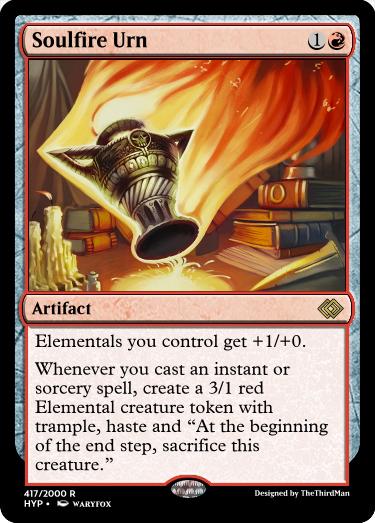 Soulfire Urn
1
Artifact
Elementals you control get +1/+0.
Whenever you cast an instant or
sorcery spell, create a 3/1 red
Elemental creature token with
trample, haste and “At the beginning
of the end step, sacrifice this
creature.”
417/2000 R
HYP • WARYFOX
Designed by TheThirdMan